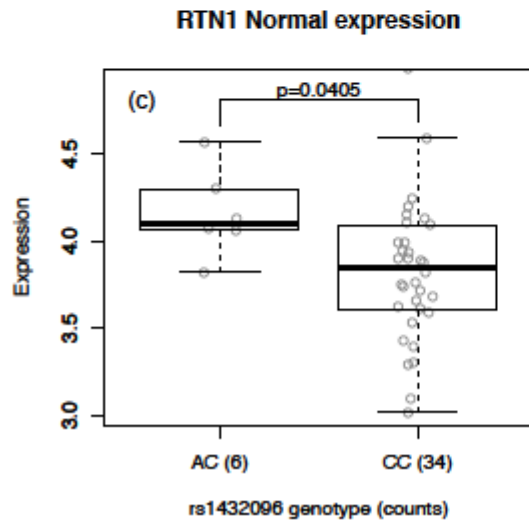 RTN1 Normal expression
(c)
p=0.0405
4.5
4.0
3.5
3.0
Expression
AC (6)
CC (34)
rs1432096 genotype (counts)